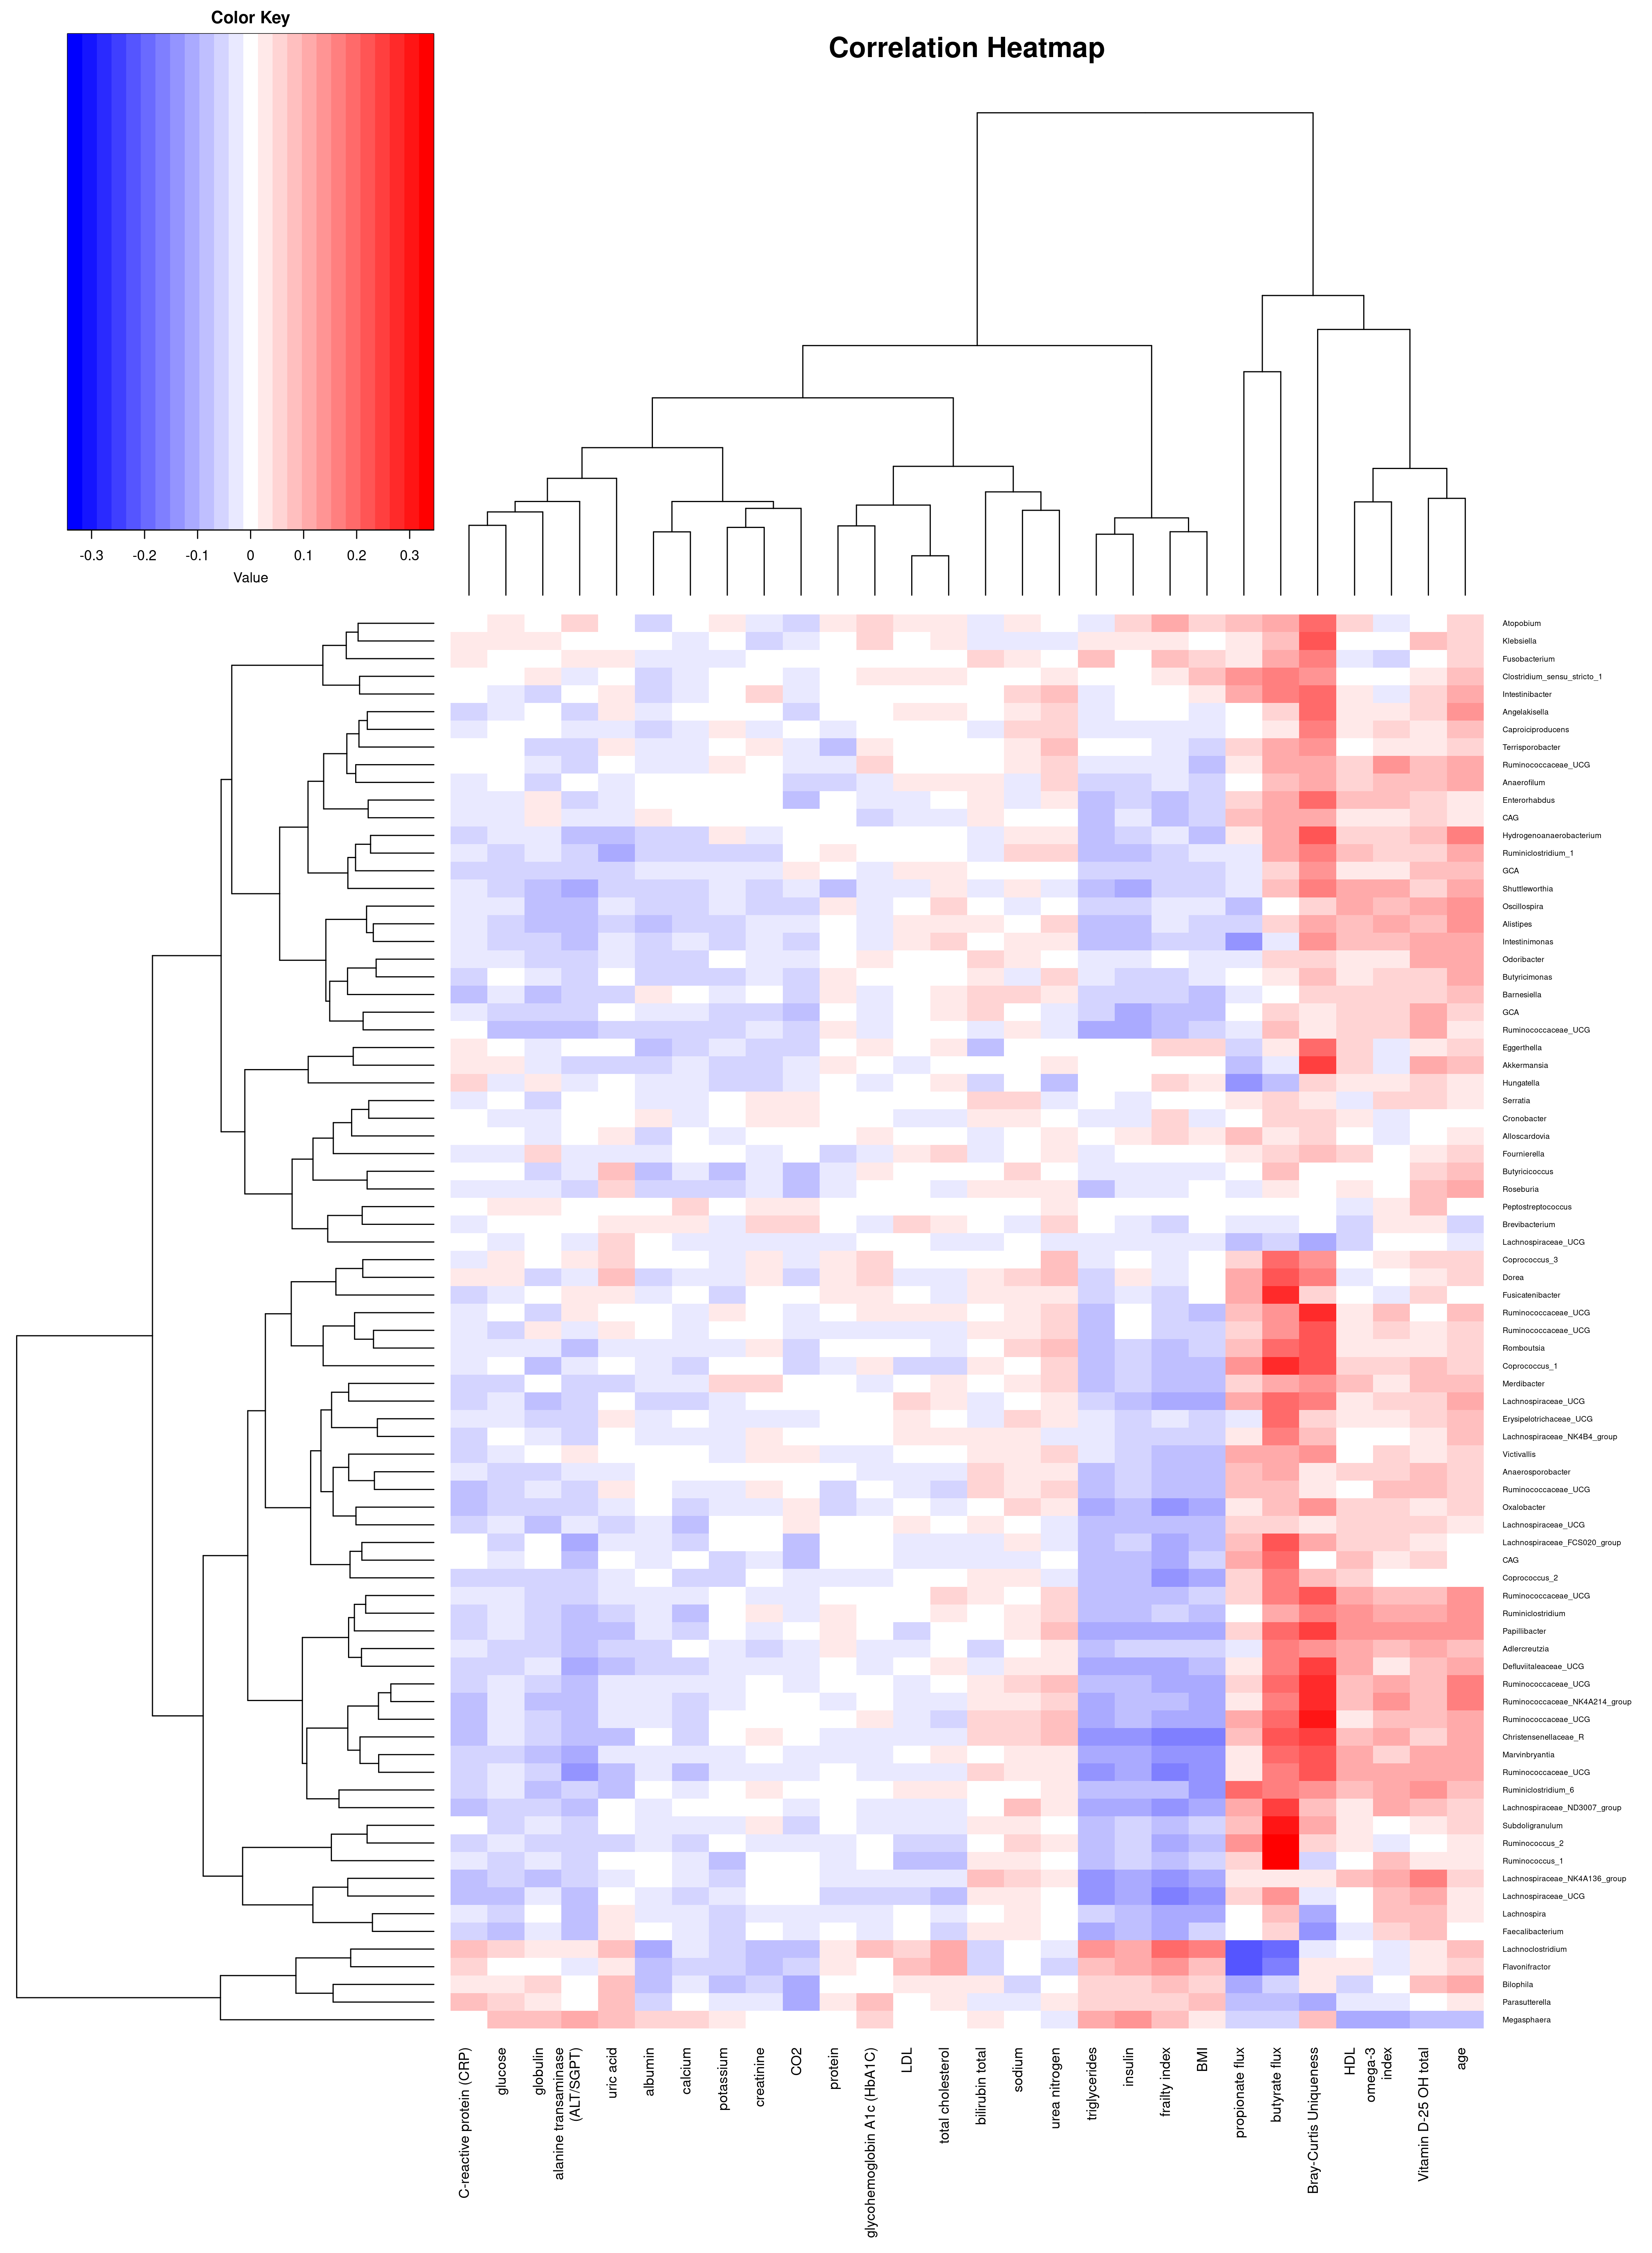 Color Key
Correlation Heatmap
-0.3
-0.2
-0.1
0
0.1
0.2
0.3
Value
Atopobium
Klebsiella
Fusobacterium
Clostridium_sensu_stricto_1
Intestinibacter
Angelakisella
Caproiciproducens
Terrisporobacter
Ruminococcaceae_UCG
Anaerofilum
Enterorhabdus
CAG
Hydrogenoanaerobacterium
Ruminiclostridium_1
GCA
Shuttleworthia
Oscillospira
Alistipes
Intestinimonas
Odoribacter
Butyricimonas
Barnesiella
GCA
Ruminococcaceae_UCG
Eggerthella
Akkermansia
Hungatella
Serratia
Cronobacter
Alloscardovia
Fournierella
Butyricicoccus
Roseburia
Peptostreptococcus
Brevibacterium
Lachnospiraceae_UCG
Coprococcus_3
Dorea
Fusicatenibacter
Ruminococcaceae_UCG
Ruminococcaceae_UCG
Romboutsia
Coprococcus_1
Merdibacter
Lachnospiraceae_UCG
Erysipelotrichaceae_UCG
Lachnospiraceae_NK4B4_group
Victivallis
Anaerosporobacter
Ruminococcaceae_UCG
Oxalobacter
Lachnospiraceae_UCG
Lachnospiraceae_FCS020_group
CAG
Coprococcus_2
Ruminococcaceae_UCG
Ruminiclostridium
Papillibacter
Adlercreutzia
Defluviitaleaceae_UCG
Ruminococcaceae_UCG
Ruminococcaceae_NK4A214_group
Ruminococcaceae_UCG
Christensenellaceae_R
Marvinbryantia
Ruminococcaceae_UCG
Ruminiclostridium_6
Lachnospiraceae_ND3007_group
Subdoligranulum
Ruminococcus_2
Ruminococcus_1
Lachnospiraceae_NK4A136_group
Lachnospiraceae_UCG
Lachnospira
Faecalibacterium
Lachnoclostridium
Flavonifractor
Bilophila
Parasutterella
Megasphaera
C-reactive protein (CRP)
glucose
globulin
alanine transaminase
(ALT/SGPT)
uric acid
albumin
calcium
potassium
creatinine
CO2
protein
glycohemoglobin A1c (HbA1C)
LDL
total cholesterol
bilirubin total
sodium
urea nitrogen
triglycerides
insulin
frailty index
BMI
propionate flux
butyrate flux
Bray-Curtis Uniqueness
HDL
omega-3
index
Vitamin D-25 OH total
age